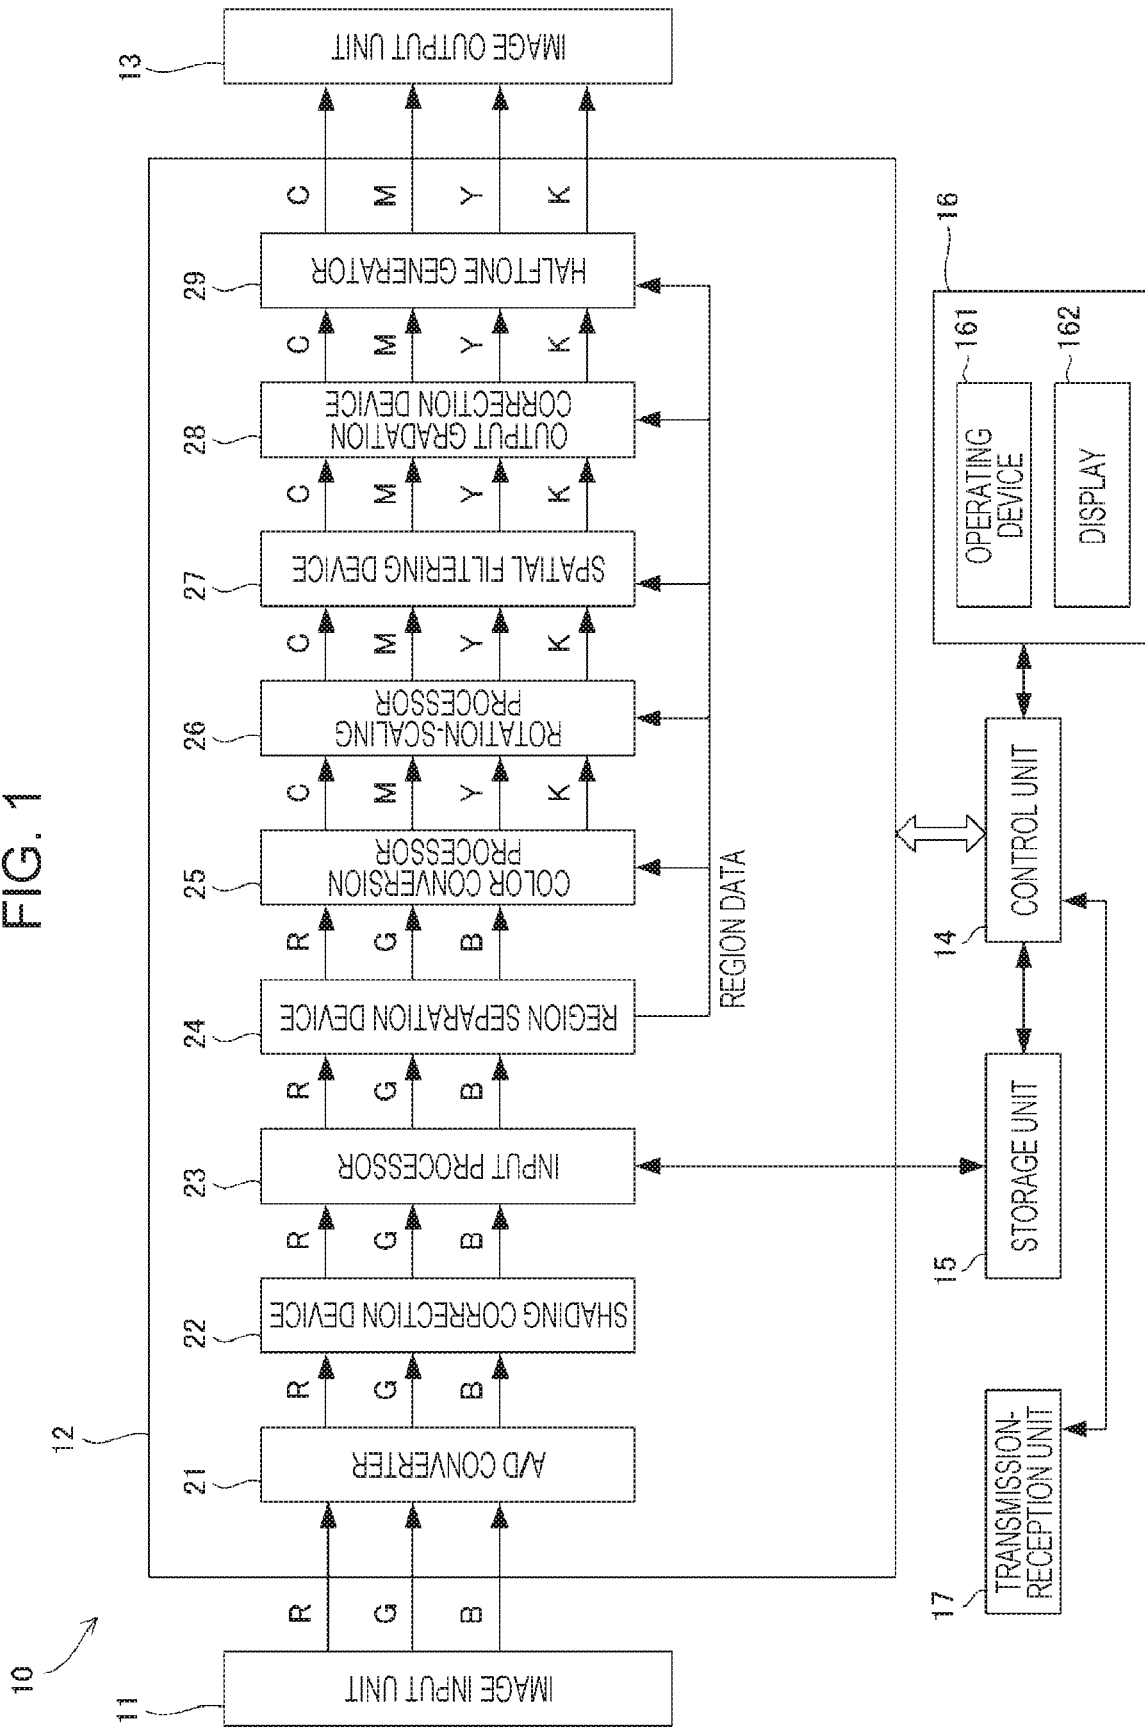 FIG. 1
10
11
IMAGE INPUT UNIT
R
G
B
12
21
A/D CONVERTER
R
G
B
22
SHADING CORRECTION DEVICE
R
G
B
23
INPUT PROCESSOR
R
G
B
24
REGION SEPARATION DEVICE
R
G
B
25
COLOR CONVERSION
PROCESSOR
C
M
Y
K
26
ROTATION-SCALING
PROCESSOR
C
M
Y
K
27
SPATIAL FILTERING DEVICE
C
M
Y
K
28
OUTPUT GRADATION
CORRECTION DEVICE
C
M
Y
K
29
HALFTONE GENERATOR
C
M
Y
K
13
IMAGE OUTPUT UNIT
REGION DATA
17
TRANSMISSION-
RECEPTION UNIT
15
STORAGE UNIT
14
CONTROL UNIT
16
161
OPERATING
DEVICE
162
DISPLAY